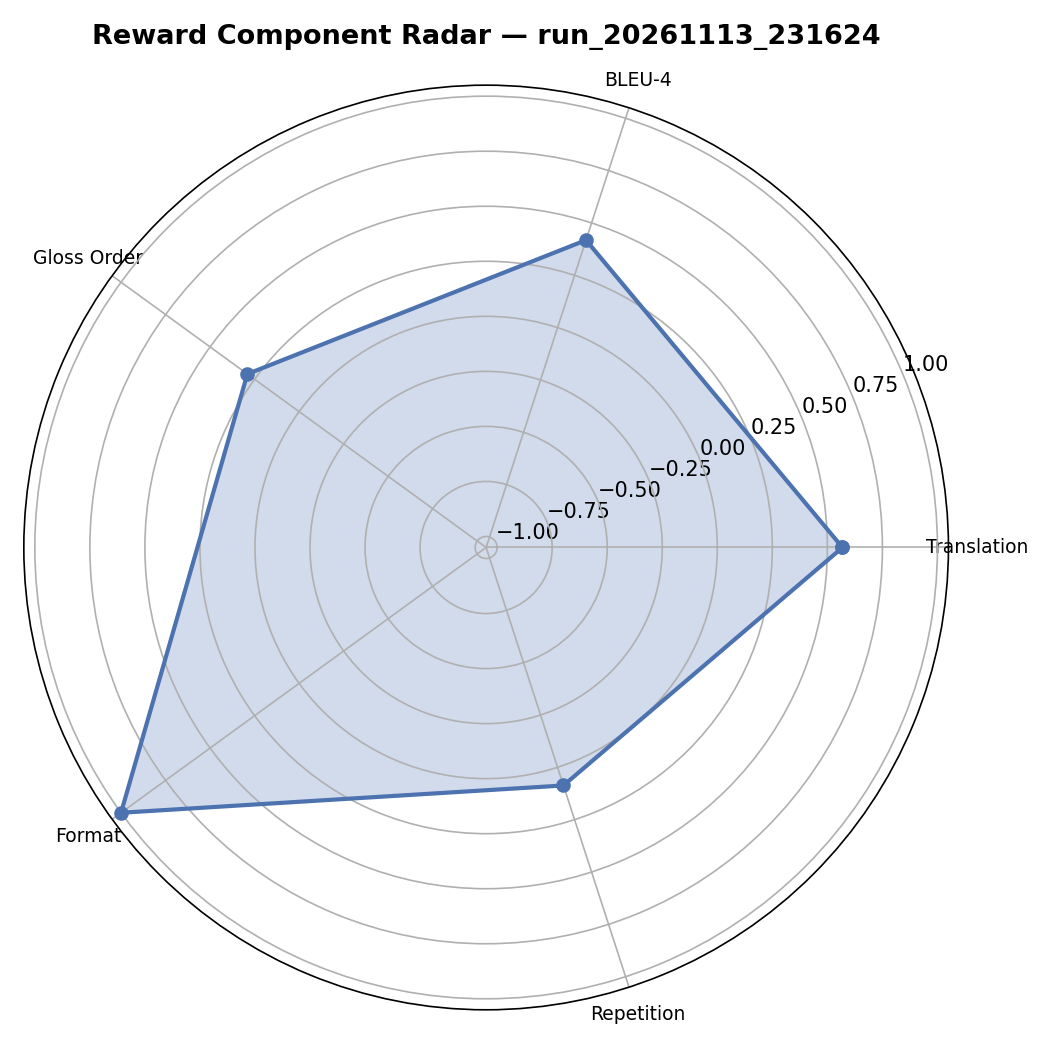 Reward Component Radar — run_20261113_231624
BLEU-4
Gloss Order
1.00
0.75
0.50
0.25
0.00
−0.25
−0.50
−0.75
−1.00
Translation
Format
Repetition